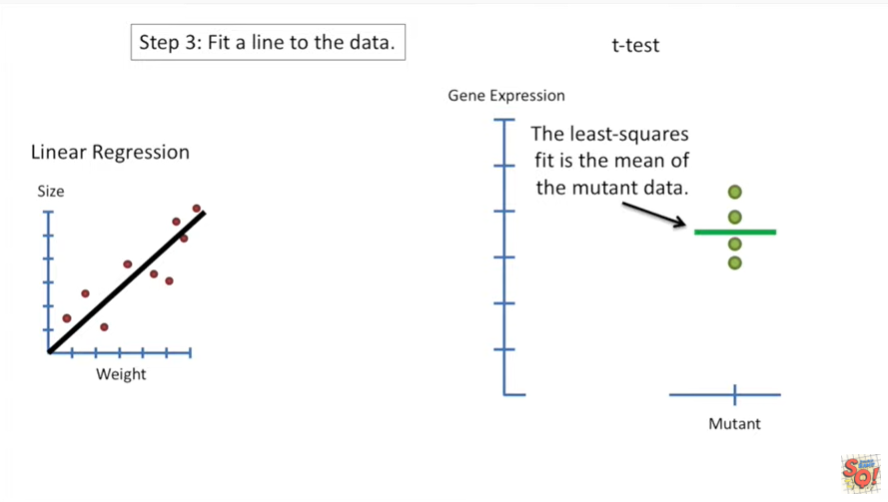 Step 3: Fit a line to the data.
t-test
Gene Expression
The least-squares
fit is the mean of
the mutant data.
Linear Regression
Size
Weight
Mutant
SQ!